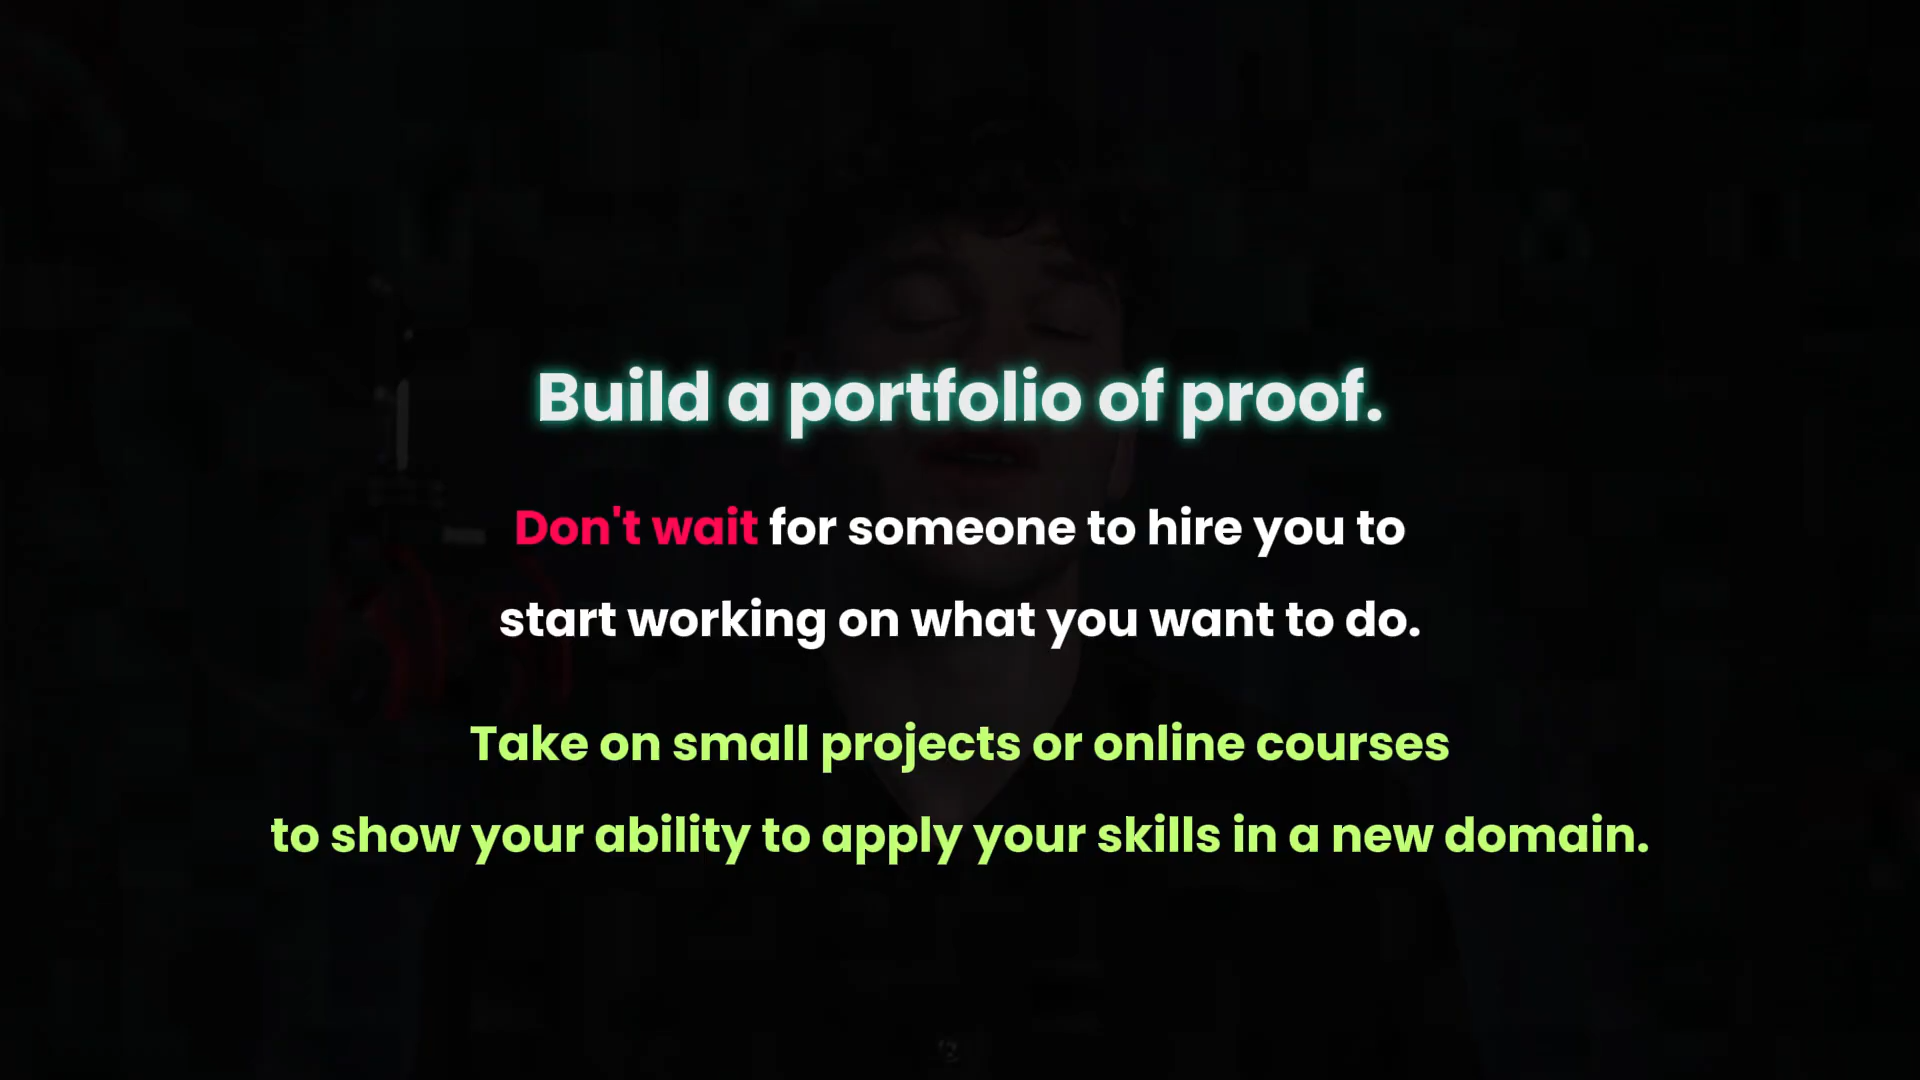 Build a portfolio of proof.
Don't wait for someone to hire you to
start working on what you want to do.
Take on small projects or online courses
to show your ability to apply your skills in a new domain.